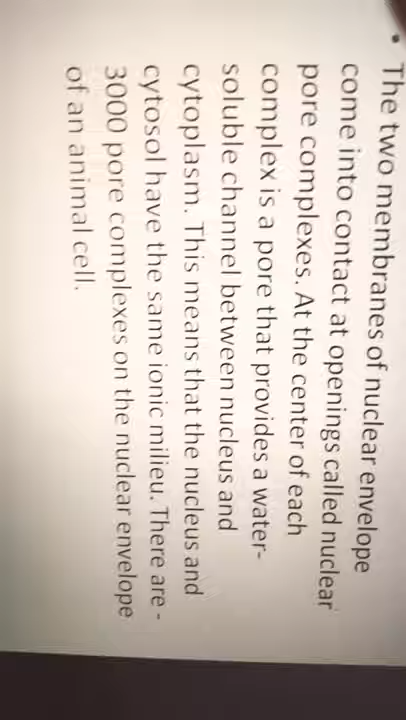 • The two membranes of nuclear envelope
come into contact at openings called nuclear
pore complexes. At the center of each
complex is a pore that provides a water-
soluble channel between nucleus and
cytoplasm. This means that the nucleus and
cytosol have the same ionic milieu. There are -
3000 pore complexes on the nuclear envelope
of an animal cell.